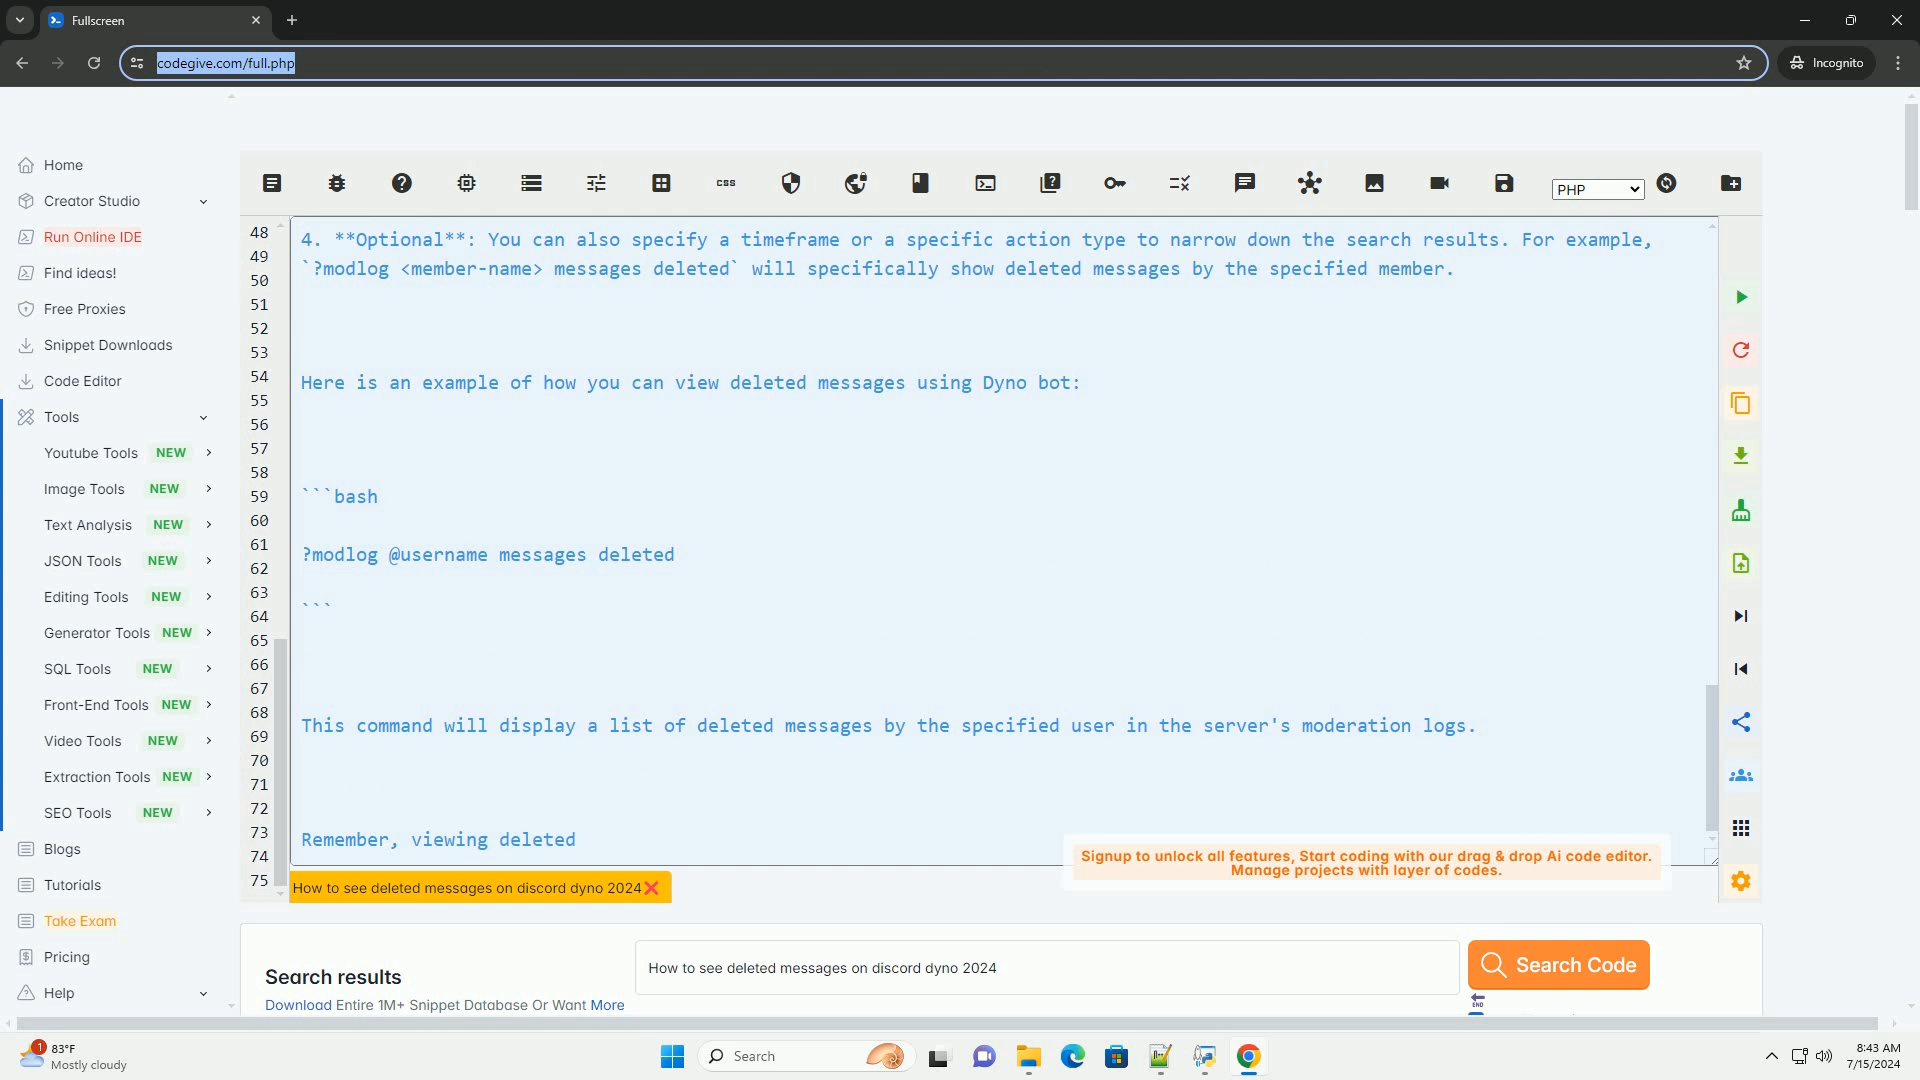 Fullscreen
codegive.com/full.php
Incognito
Home
Creator Studio
Run Online IDE
Find ideas!
Free Proxies
Snippet Downloads
Code Editor
Tools
Youtube Tools NEW
Image Tools NEW
Text Analysis NEW
JSON Tools NEW
Editing Tools NEW
Generator Tools NEW
SQL Tools NEW
Front-End Tools NEW
Video Tools NEW
Extraction Tools NEW
SEO Tools NEW
Blogs
Tutorials
Take Exam
Pricing
Help
CSS
PHP
48
49
50
51
52
53
54
55
56
57
58
59
60
61
62
63
64
65
66
67
68
69
70
71
72
73
74
75
4. **Optional**: You can also specify a timeframe or a specific action type to narrow down the search results. For example,
`?modlog <member-name> messages deleted` will specifically show deleted messages by the specified member.
Here is an example of how you can view deleted messages using Dyno bot:
```bash
?modlog @username messages deleted
```
This command will display a list of deleted messages by the specified user in the server's moderation logs.
Remember, viewing deleted
Signup to unlock all features, Start coding with our drag & drop Ai code editor.
Manage projects with layer of codes.
How to see deleted messages on discord dyno 2024
Search results
Download Entire 1M+ Snippet Database Or Want More
How to see deleted messages on discord dyno 2024
Search Code
END
1
83°F
Mostly cloudy
Search
8:43 AM
7/15/2024